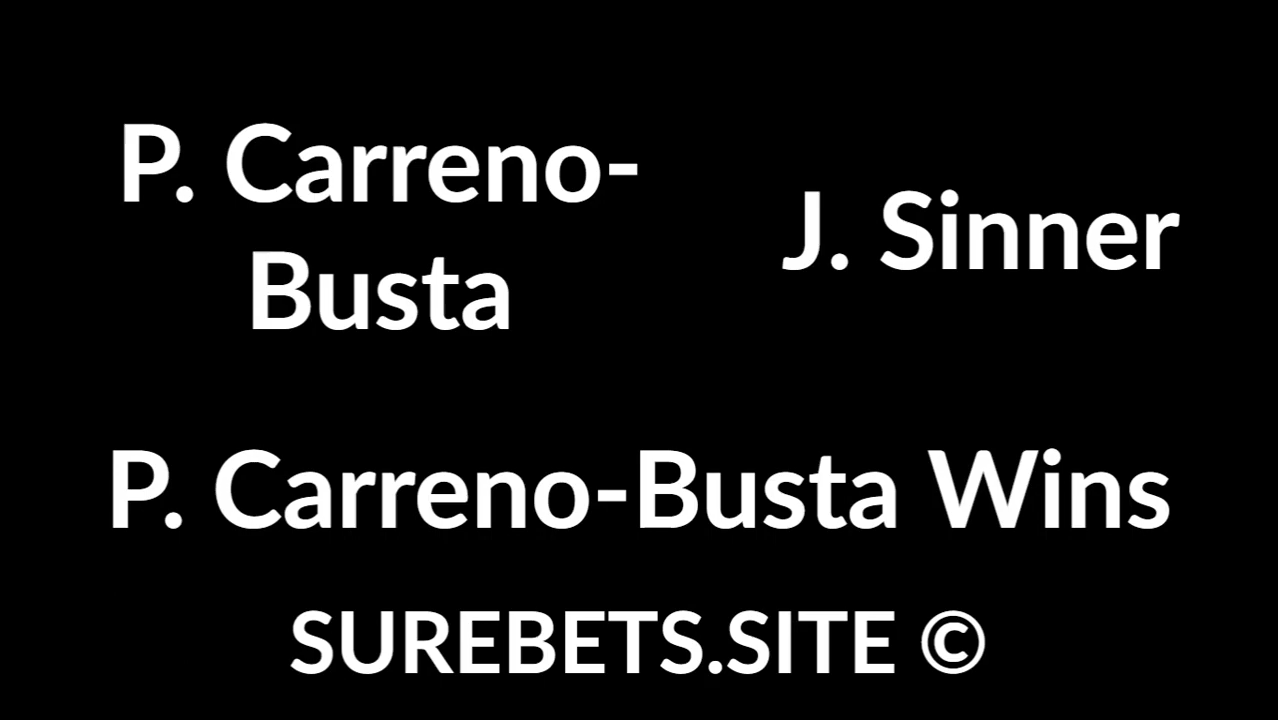 P. Carreno-
Busta
J. Sinner
P. Carreno-Busta Wins
SUREBETS.SITE ©